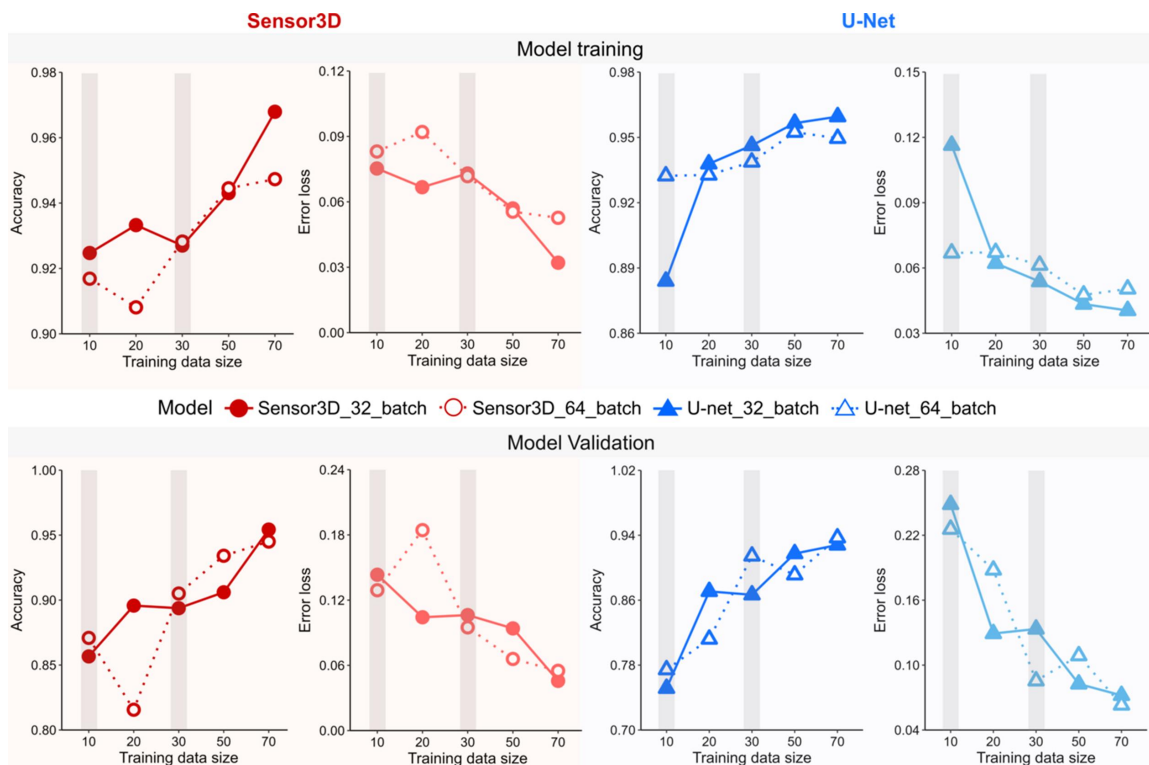 Sensor3D
U-Net
Model training
0.98
0.96
0.94
0.92
0.90
Accuracy
10 20 30 50 70
Training data size
0.12
0.09
0.06
0.03
0.00
Error loss
10 20 30 50 70
Training data size
0.98
0.95
0.92
0.89
0.86
Accuracy
10 20 30 50 70
Training data size
0.15
0.12
0.09
0.06
0.03
Error loss
10 20 30 50 70
Training data size
Model Sensor3D_32_batch Sensor3D_64_batch U-net_32_batch U-net_64_batch
Model Validation
1.00
0.95
0.90
0.85
0.80
Accuracy
10 20 30 50 70
Training data size
0.24
0.18
0.12
0.06
0.00
Error loss
10 20 30 50 70
Training data size
1.02
0.94
0.86
0.78
0.70
Accuracy
10 20 30 50 70
Training data size
0.28
0.22
0.16
0.10
0.04
Error loss
10 20 30 50 70
Training data size